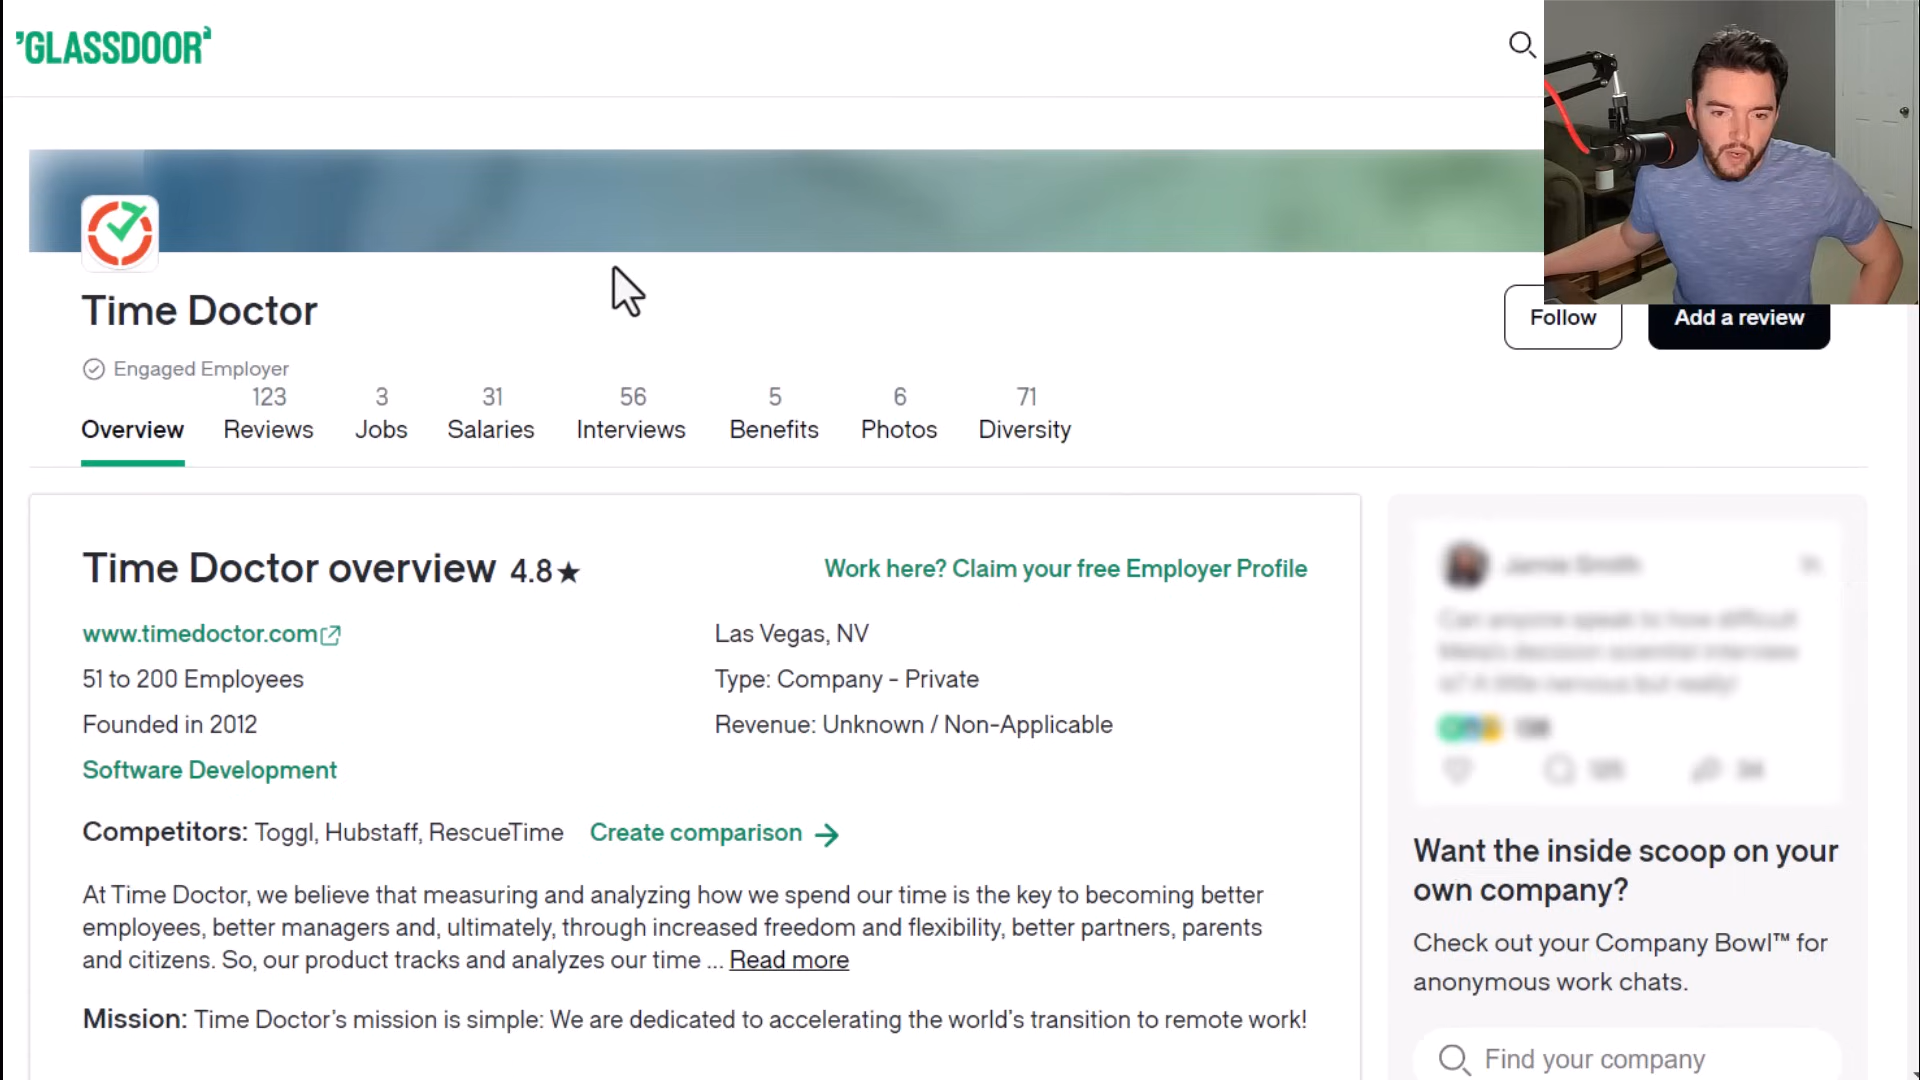 GLASSDOOR
Time Doctor
Engaged Employer
Follow
Add a review
123 3 31 56 5 6 71
Overview Reviews Jobs Salaries Interviews Benefits Photos Diversity
Time Doctor overview 4.8★
Work here? Claim your free Employer Profile
www.timedoctor.com
Las Vegas, NV
51 to 200 Employees
Type: Company - Private
Founded in 2012
Revenue: Unknown / Non-Applicable
Software Development
Competitors: Toggl, Hubstaff, RescueTime Create comparison
At Time Doctor, we believe that measuring and analyzing how we spend our time is the key to becoming better
employees, better managers and, ultimately, through increased freedom and flexibility, better partners, parents
and citizens. So, our product tracks and analyzes our time ... Read more
Mission: Time Doctor's mission is simple: We are dedicated to accelerating the world's transition to remote work!
Want the inside scoop on your
own company?
Check out your Company Bowl™ for
anonymous work chats.
Find your company